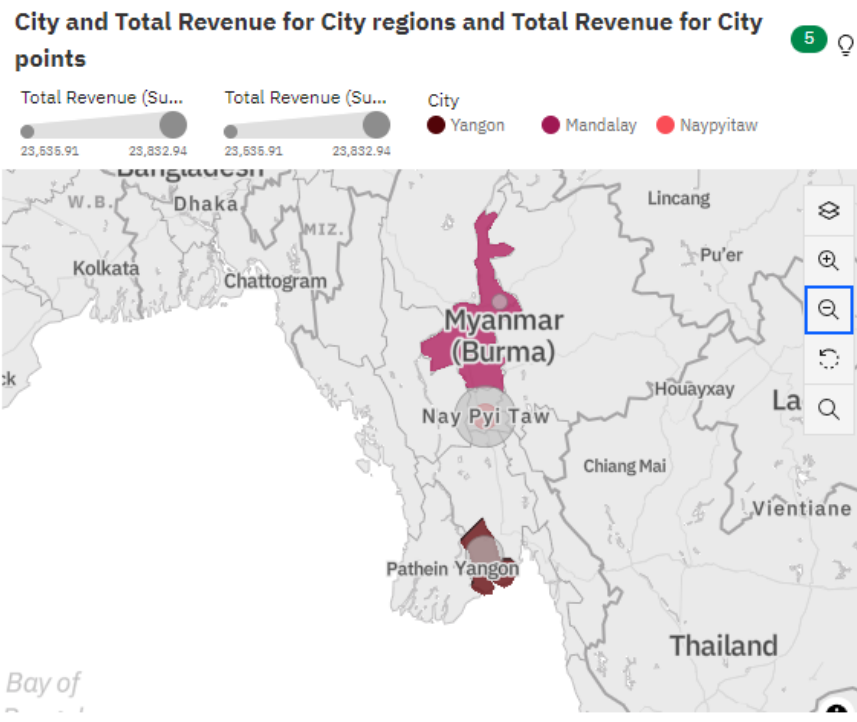 City and Total Revenue for City regions and Total Revenue for City
points
5
Total Revenue (Su...
Total Revenue (Su...
City
Yangon
Mandalay
Naypyitaw
23,535.91
23,832.94
23,535.91
23,832.94
Bangladesh
W.B.
Dhaka
MIZ.
Lincang
Kolkata
Chattogram
Pu'er
Myanmar
(Burma)
ck
Houayxay
La
Nay Pyi Taw
Chiang Mai
Vientiane
Pathein
Yangon
Thailand
Bay of